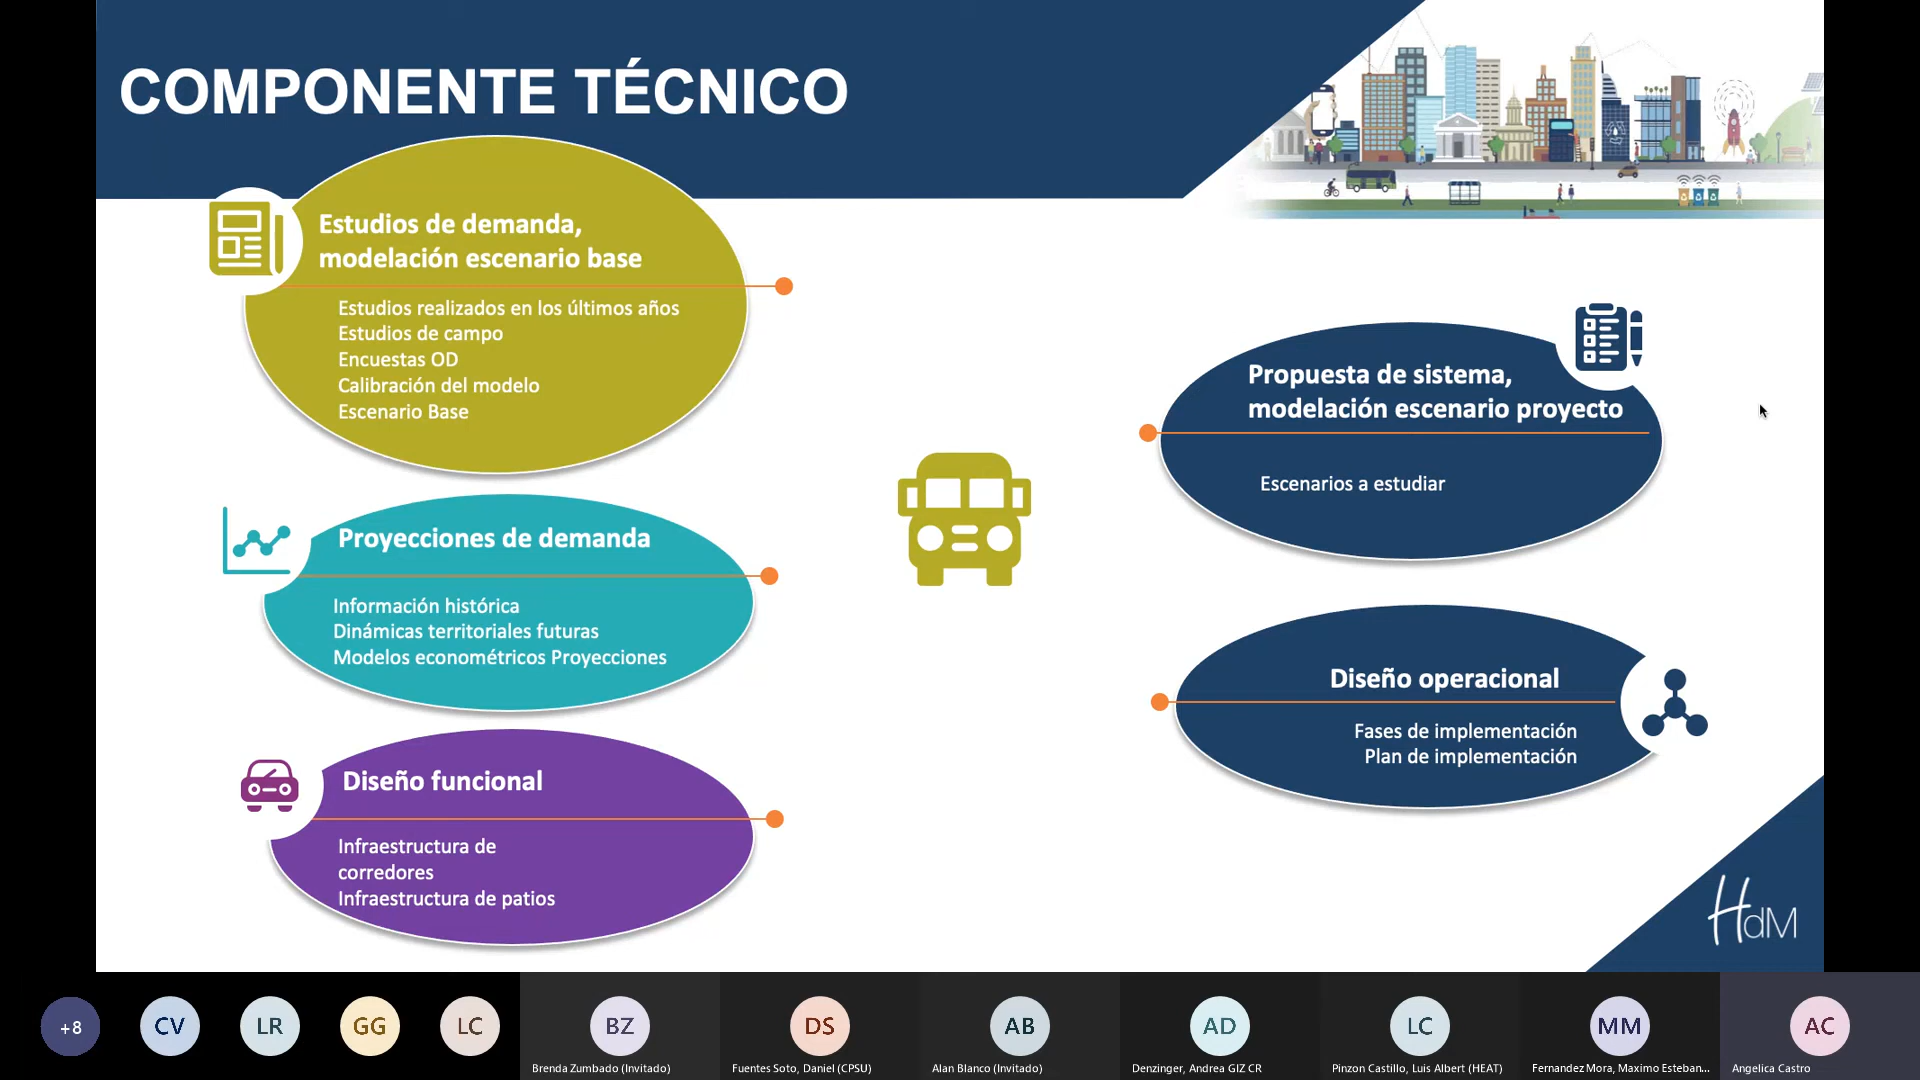 COMPONENTE TÉCNICO
Estudios de demanda,
modelación escenario base
Estudios realizados en los últimos años
Estudios de campo
Encuestas OD
Calibración del modelo
Escenario Base
Proyecciones de demanda
Información histórica
Dinámicas territoriales futuras
Modelos econométricos Proyecciones
Diseño funcional
Infraestructura de
corredores
Infraestructura de patios
Propuesta de sistema,
modelación escenario proyecto
Escenarios a estudiar
Diseño operacional
Fases de implementación
Plan de implementación
HdM
+8
CV
LR
GG
LC
BZ
DS
AB
AD
LC
MM
AC
Brenda Zumbado (Invitado)
Fuentes Soto, Daniel (CPSU)
Alan Blanco (Invitado)
Denzinger, Andrea GIZ CR
Pinzon Castillo, Luis Albert (HEAT)
Fernandez Mora, Maximo Esteban...
Angelica Castro